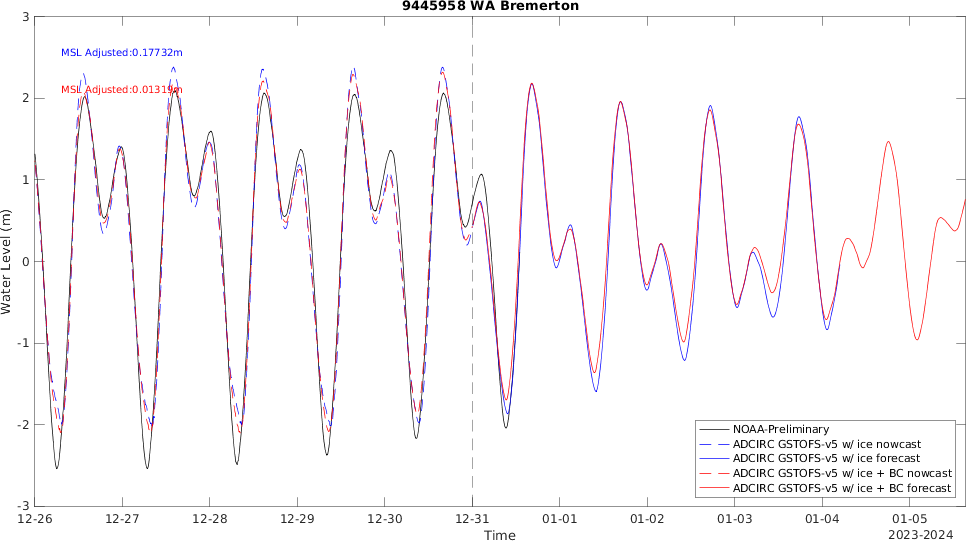 9445958 WA Bremerton
3
2
1
0
-1
-2
-3
Water Level (m)
MSL Adjusted:0.17732m
MSL Adjusted:0.01319m
NOAA-Preliminary
ADCIRC GSTOFS-v5 w/ ice nowcast
ADCIRC GSTOFS-v5 w/ ice forecast
ADCIRC GSTOFS-v5 w/ ice + BC nowcast
ADCIRC GSTOFS-v5 w/ ice + BC forecast
12-26 12-27 12-28 12-29 12-30 12-31 01-01 01-02 01-03 01-04 01-05
Time
2023-2024